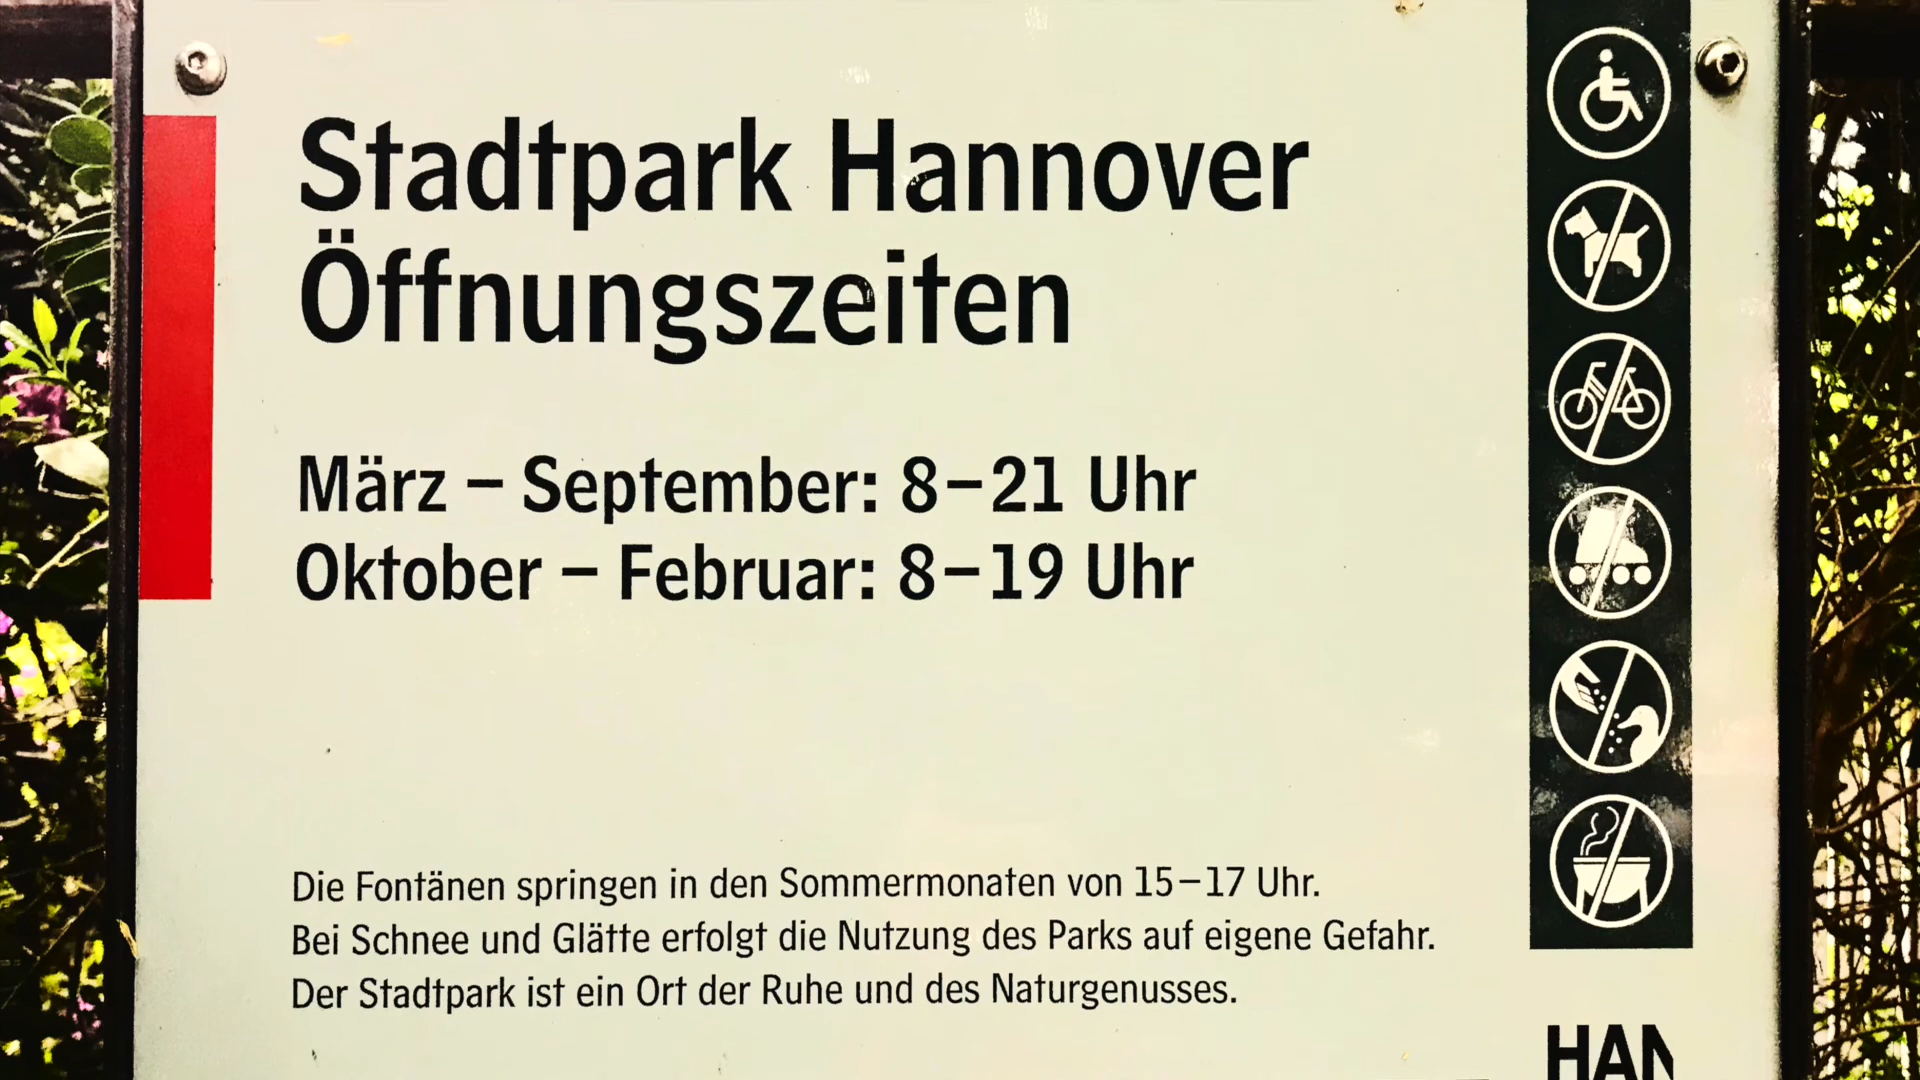 Stadtpark Hannover
Öffnungszeiten
März – September: 8–21 Uhr
Oktober – Februar: 8–19 Uhr
Die Fontänen springen in den Sommermonaten von 15–17 Uhr.
Bei Schnee und Glätte erfolgt die Nutzung des Parks auf eigene Gefahr.
Der Stadtpark ist ein Ort der Ruhe und des Naturgenusses.
HAN